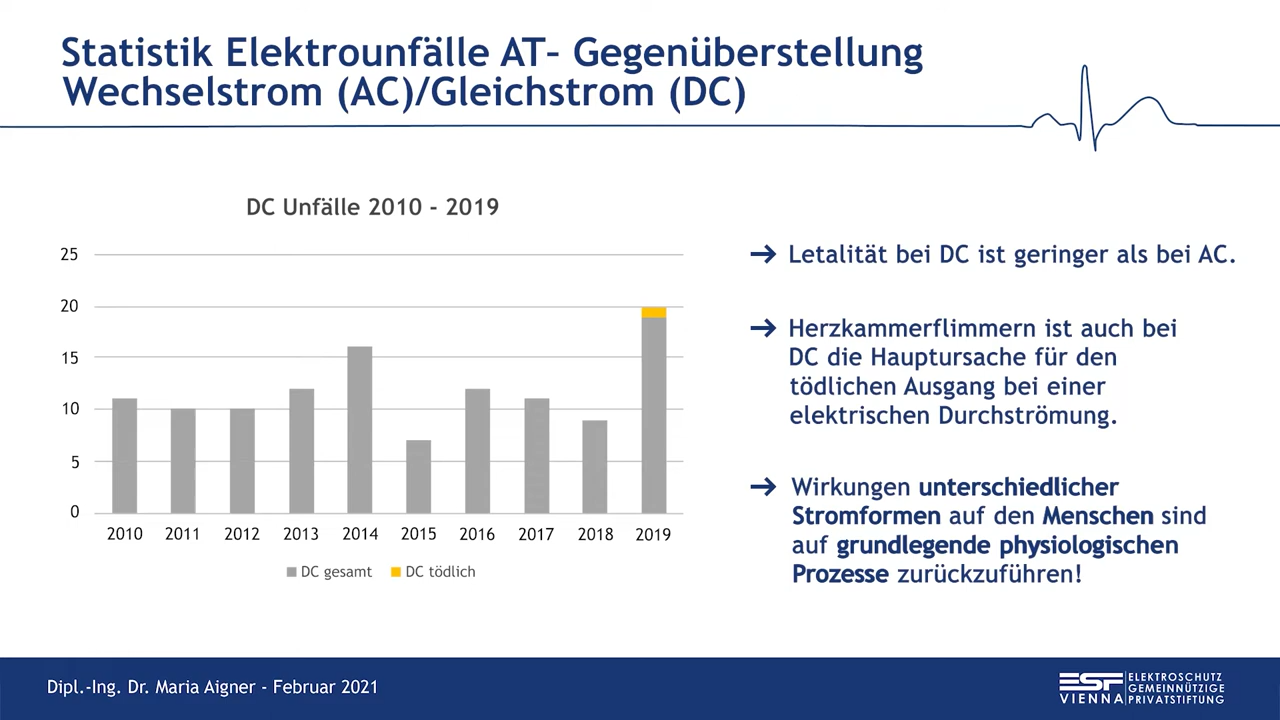 Statistik Elektrounfälle AT– Gegenüberstellung
Wechselstrom (AC)/Gleichstrom (DC)
DC Unfälle 2010 - 2019
25
20
15
10
5
0
2010 2011 2012 2013 2014 2015 2016 2017 2018 2019
DC gesamt DC tödlich
→ Letalität bei DC ist geringer als bei AC.
→ Herzkammerflimmern ist auch bei
DC die Hauptursache für den
tödlichen Ausgang bei einer
elektrischen Durchströmung.
→ Wirkungen unterschiedlicher
Stromformen auf den Menschen sind
auf grundlegende physiologischen
Prozesse zurückzuführen!
Dipl.-Ing. Dr. Maria Aigner - Februar 2021
ESF
VIENNA
ELEKTROSCHUTZ
GEMEINNÜTZIGE
PRIVATSTIFTUNG